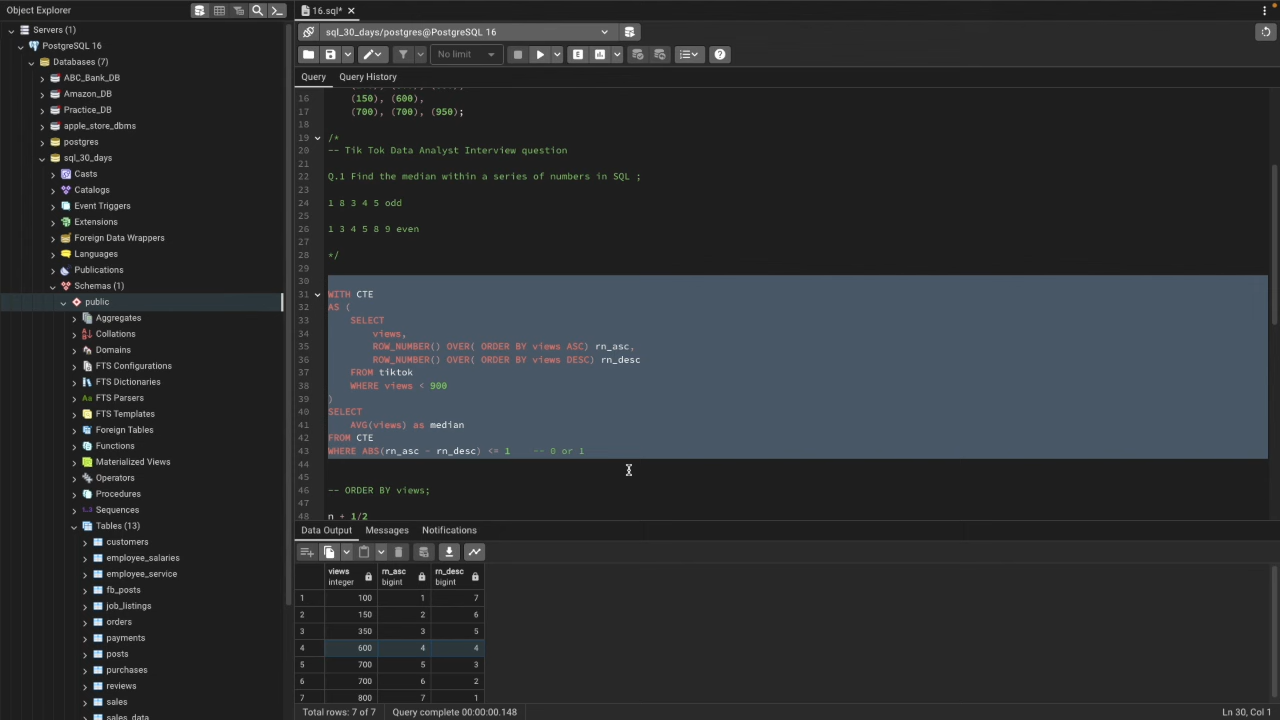 Object Explorer
16.sql*
Servers (1)
PostgreSQL 16
Databases (7)
ABC_Bank_DB
Amazon_DB
Practice_DB
apple_store_dbms
postgres
sql_30_days
Casts
Catalogs
Event Triggers
Extensions
Foreign Data Wrappers
Languages
Publications
Schemas (1)
public
Aggregates
Collations
Domains
FTS Configurations
FTS Dictionaries
FTS Parsers
FTS Templates
Foreign Tables
Functions
Materialized Views
Operators
Procedures
Sequences
Tables (13)
customers
employee_salaries
employee_service
fb_posts
job_listings
orders
payments
posts
purchases
reviews
sales
sales_data
sql_30_days/postgres@PostgreSQL 16
No limit
Query Query History
16 (150), (600),
17 (700), (700), (950);
18
19 /*
20 -- Tik Tok Data Analyst Interview question
21
22 Q.1 Find the median within a series of numbers in SQL ;
23
24 1 8 3 4 5 odd
25
26 1 3 4 5 8 9 even
27
28 */
29
30
31 WITH CTE
32 AS (
33 SELECT
34 views,
35 ROW_NUMBER() OVER( ORDER BY views ASC) rn_asc,
36 ROW_NUMBER() OVER( ORDER BY views DESC) rn_desc
37 FROM tiktok
38 WHERE views < 900
39 )
40 SELECT
41 AVG(views) as median
42 FROM CTE
43 WHERE ABS(rn_asc - rn_desc) <= 1 -- 0 or 1
44
45
46 -- ORDER BY views;
47
48 n + 1/2
Data Output Messages Notifications
views rn_asc rn_desc
integer bigint bigint
1 100 1 7
2 150 2 6
3 350 3 5
4 600 4 4
5 700 5 3
6 700 6 2
7 800 7 1
Total rows: 7 of 7 Query complete 00:00:00.148 Ln 30, Col 1